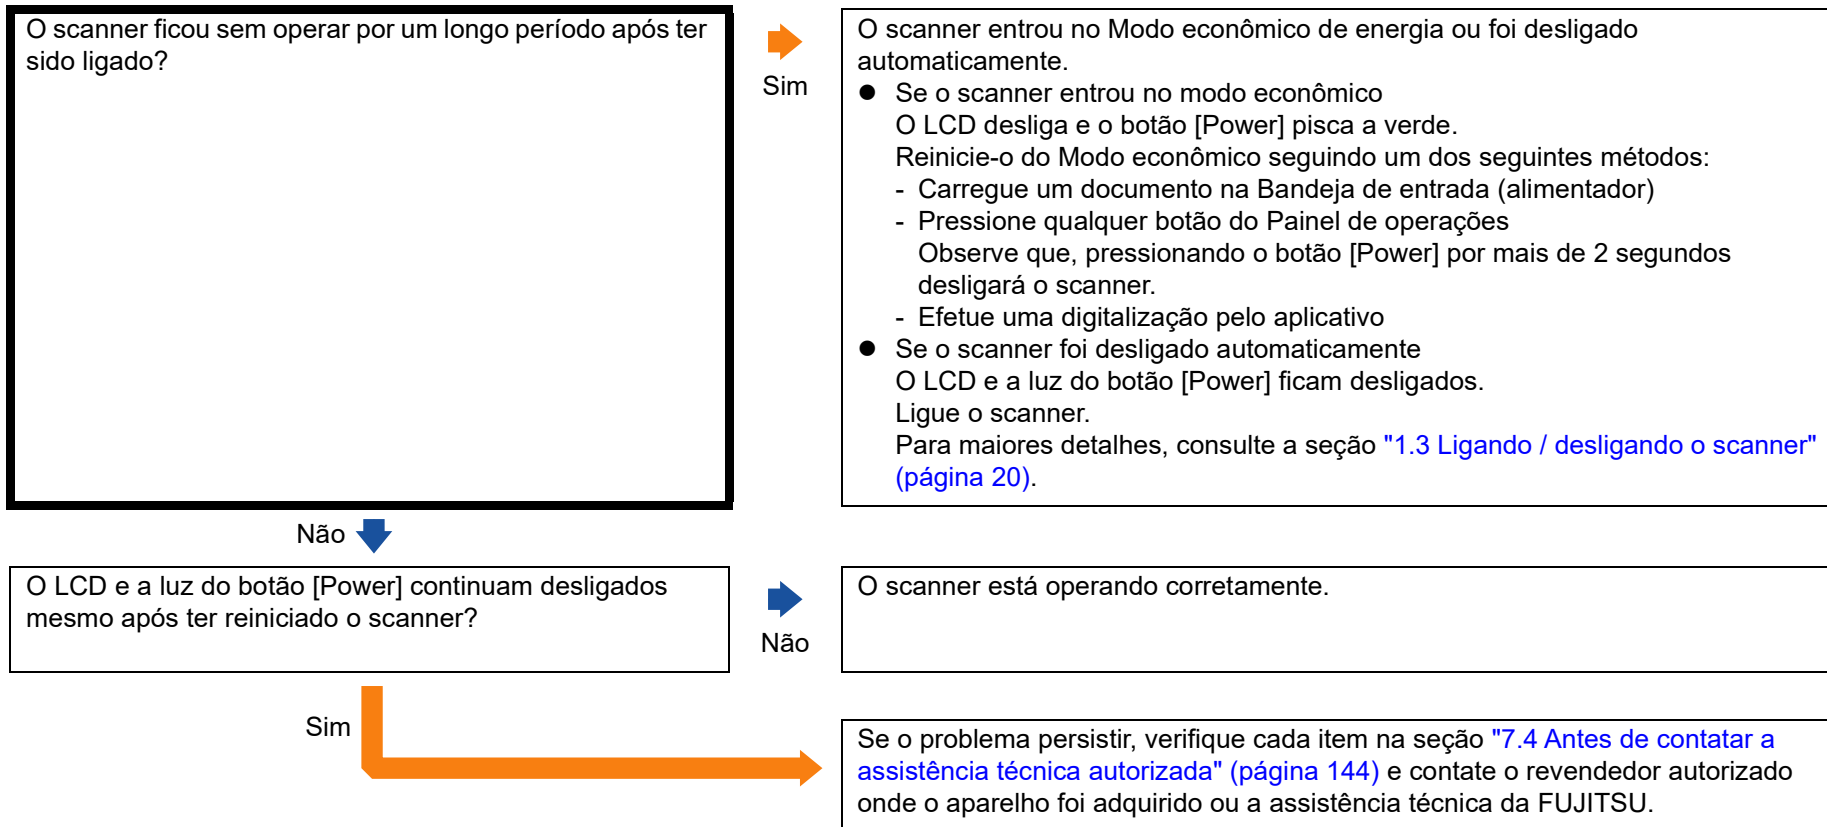 O scanner ficou sem operar por um longo período após ter
sido ligado?
Sim
O scanner entrou no Modo econômico de energia ou foi desligado
automaticamente.
● Se o scanner entrou no modo econômico
O LCD desliga e o botão [Power] pisca a verde.
Reinicie-o do Modo econômico seguindo um dos seguintes métodos:
- Carregue um documento na Bandeja de entrada (alimentador)
- Pressione qualquer botão do Painel de operações
Observe que, pressionando o botão [Power] por mais de 2 segundos
desligará o scanner.
- Efetue uma digitalização pelo aplicativo
● Se o scanner foi desligado automaticamente
O LCD e a luz do botão [Power] ficam desligados.
Ligue o scanner.
Para maiores detalhes, consulte a seção "1.3 Ligando / desligando o scanner"
(página 20).
Não
O LCD e a luz do botão [Power] continuam desligados
mesmo após ter reiniciado o scanner?
Não
O scanner está operando corretamente.
Sim
Se o problema persistir, verifique cada item na seção "7.4 Antes de contatar a
assistência técnica autorizada" (página 144) e contate o revendedor autorizado
onde o aparelho foi adquirido ou a assistência técnica da FUJITSU.